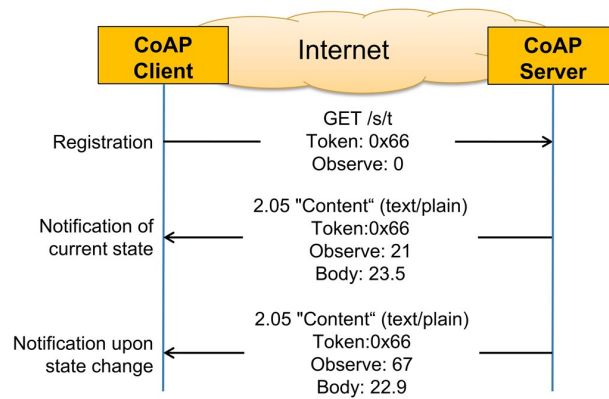 CoAP
Client
Internet
CoAP
Server
Registration
GET /s/t
Token: 0x66
Observe: 0
Notification of
current state
2.05 "Content“ (text/plain)
Token:0x66
Observe: 21
Body: 23.5
Notification upon
state change
2.05 "Content“ (text/plain)
Token:0x66
Observe: 67
Body: 22.9